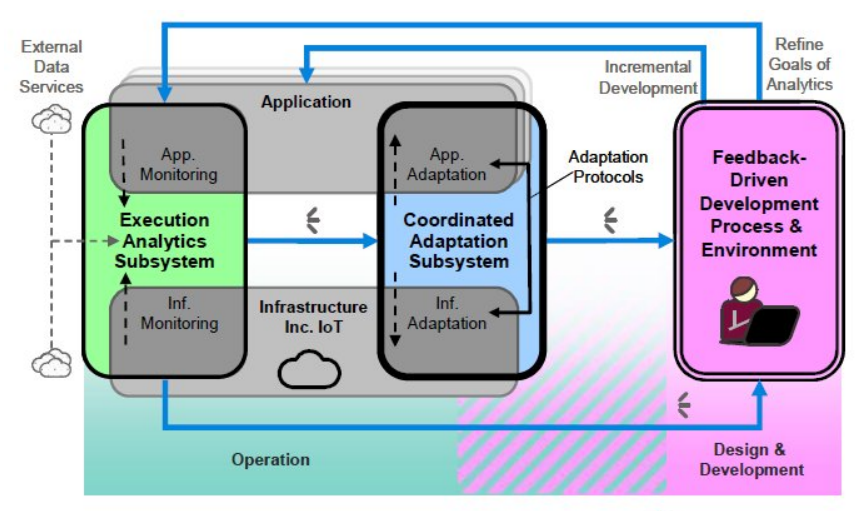 External
Data
Services
Incremental
Development
Refine
Goals of
Analytics
Application
App.
Monitoring
App.
Adaptation
Adaptation
Protocols
Feedback-
Driven
Development
Process &
Environment
Execution
Analytics
Subsystem
Coordinated
Adaptation
Subsystem
Inf.
Monitoring
Infrastructure
Inc. IoT
Inf.
Adaptation
Operation
Design &
Development